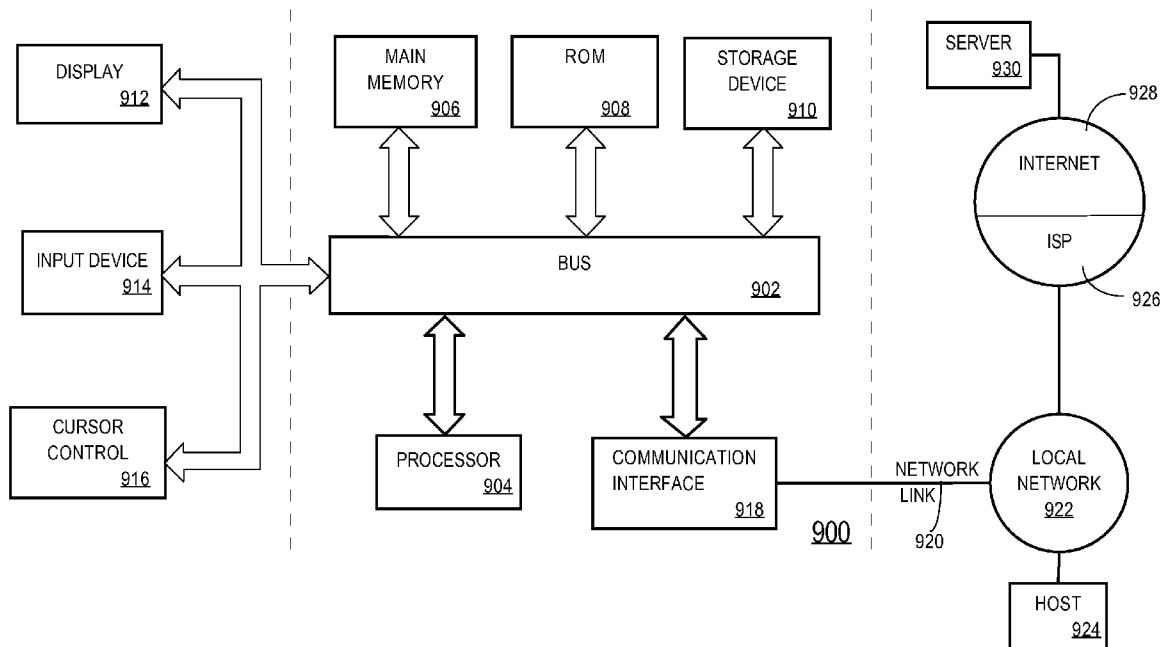 DISPLAY
912
INPUT DEVICE
914
CURSOR
CONTROL
916
MAIN
MEMORY
906
ROM
908
STORAGE
DEVICE
910
BUS
902
PROCESSOR
904
COMMUNICATION
INTERFACE
918
900
SERVER
930
928
INTERNET
ISP
926
NETWORK
LINK
920
LOCAL
NETWORK
922
HOST
924